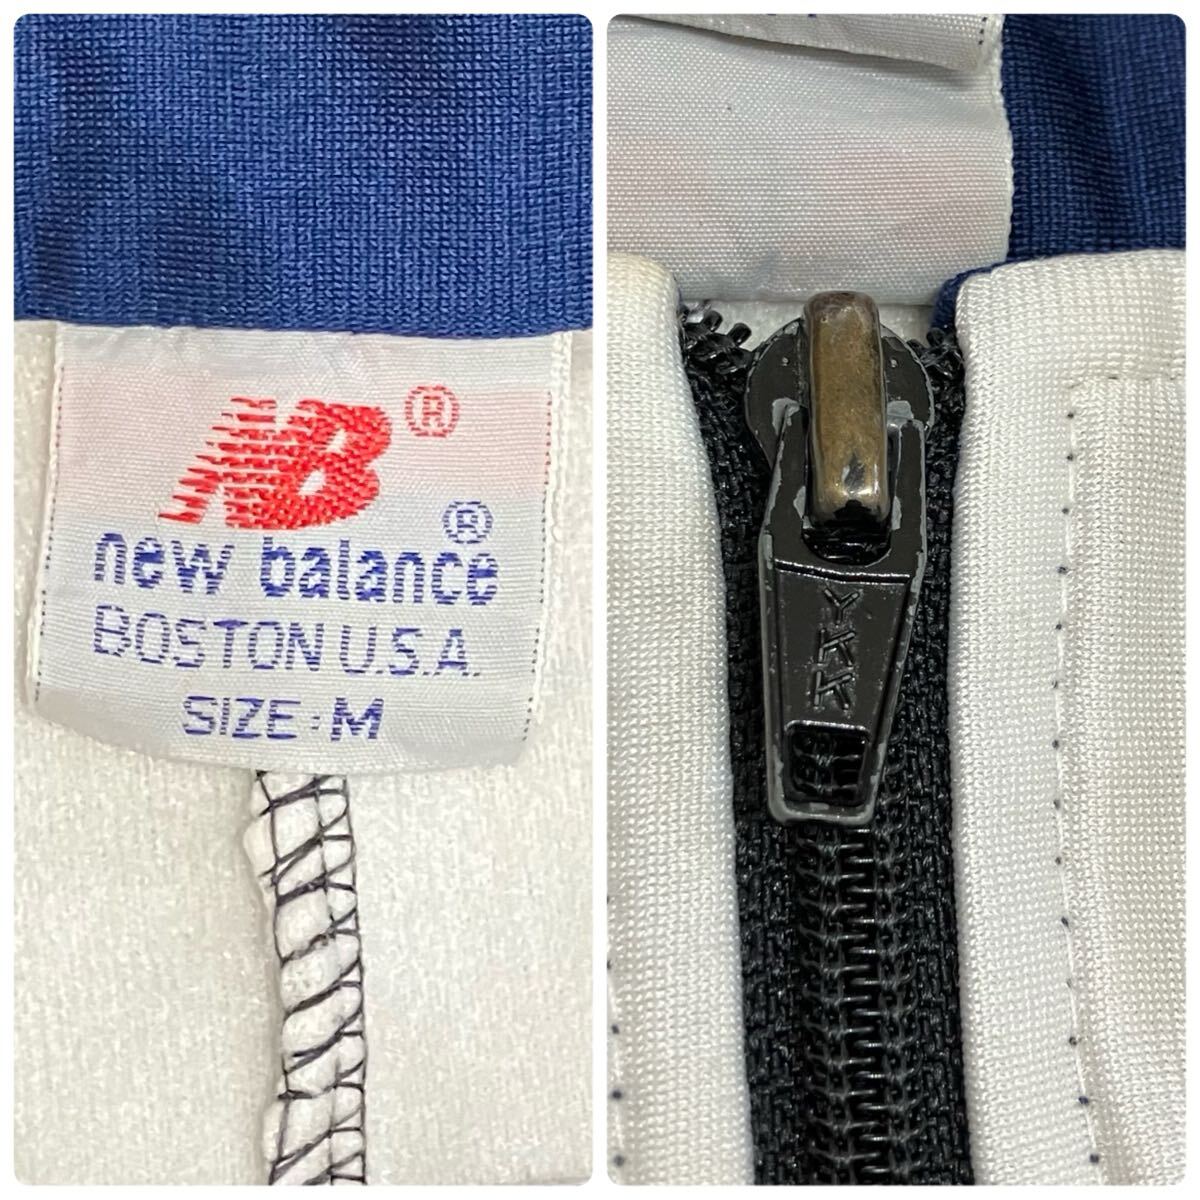 NB®
new balance®
BOSTON U.S.A.
SIZE:M
YKK